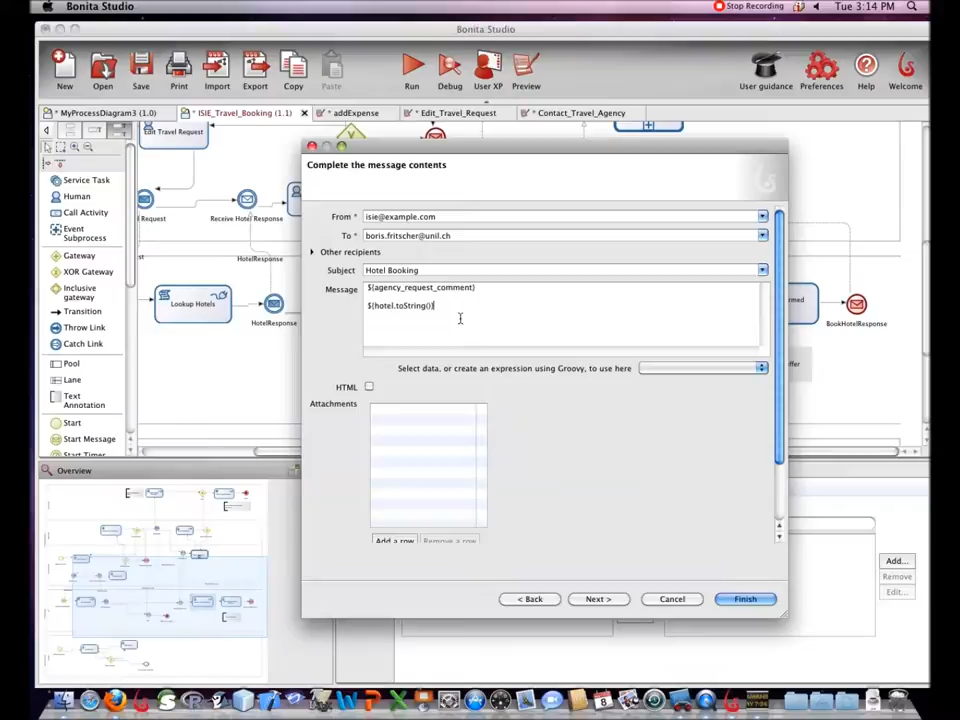 Bonita Studio
Stop Recording
Tue 3:14 PM
Bonita Studio
New
Open
Save
Print
Import
Export
Copy
Paste
Run
Debug
User XP
Preview
User guidance
Preferences
Help
Welcome
* MyProcessDiagram3 (1.0)
* ISIE_Travel_Booking (1.1)
* addExpense
* Edit_Travel_Request
* Contact_Travel_Agency
Edit Travel Request
Service Task
Human
Call Activity
Event
Subprocess
Gateway
XOR Gateway
Inclusive
gateway
Transition
Throw Link
Catch Link
Pool
Lane
Text
Annotation
Start
Start Message
Start Timer
Request
Receive Hotel Response
HotelResponse
Lookup Hotels
HotelResponse
BookHotelResponse
Overview
Complete the message contents
From *
isie@example.com
To *
boris.fritscher@unil.ch
Other recipients
Subject
Hotel Booking
Message
${agency_request_comment}
${hotel.toString()}
Select data, or create an expression using Groovy, to use here
HTML
Attachments
Add a row
Remove a row
< Back
Next >
Cancel
Finish
Add...
Remove
Edit...